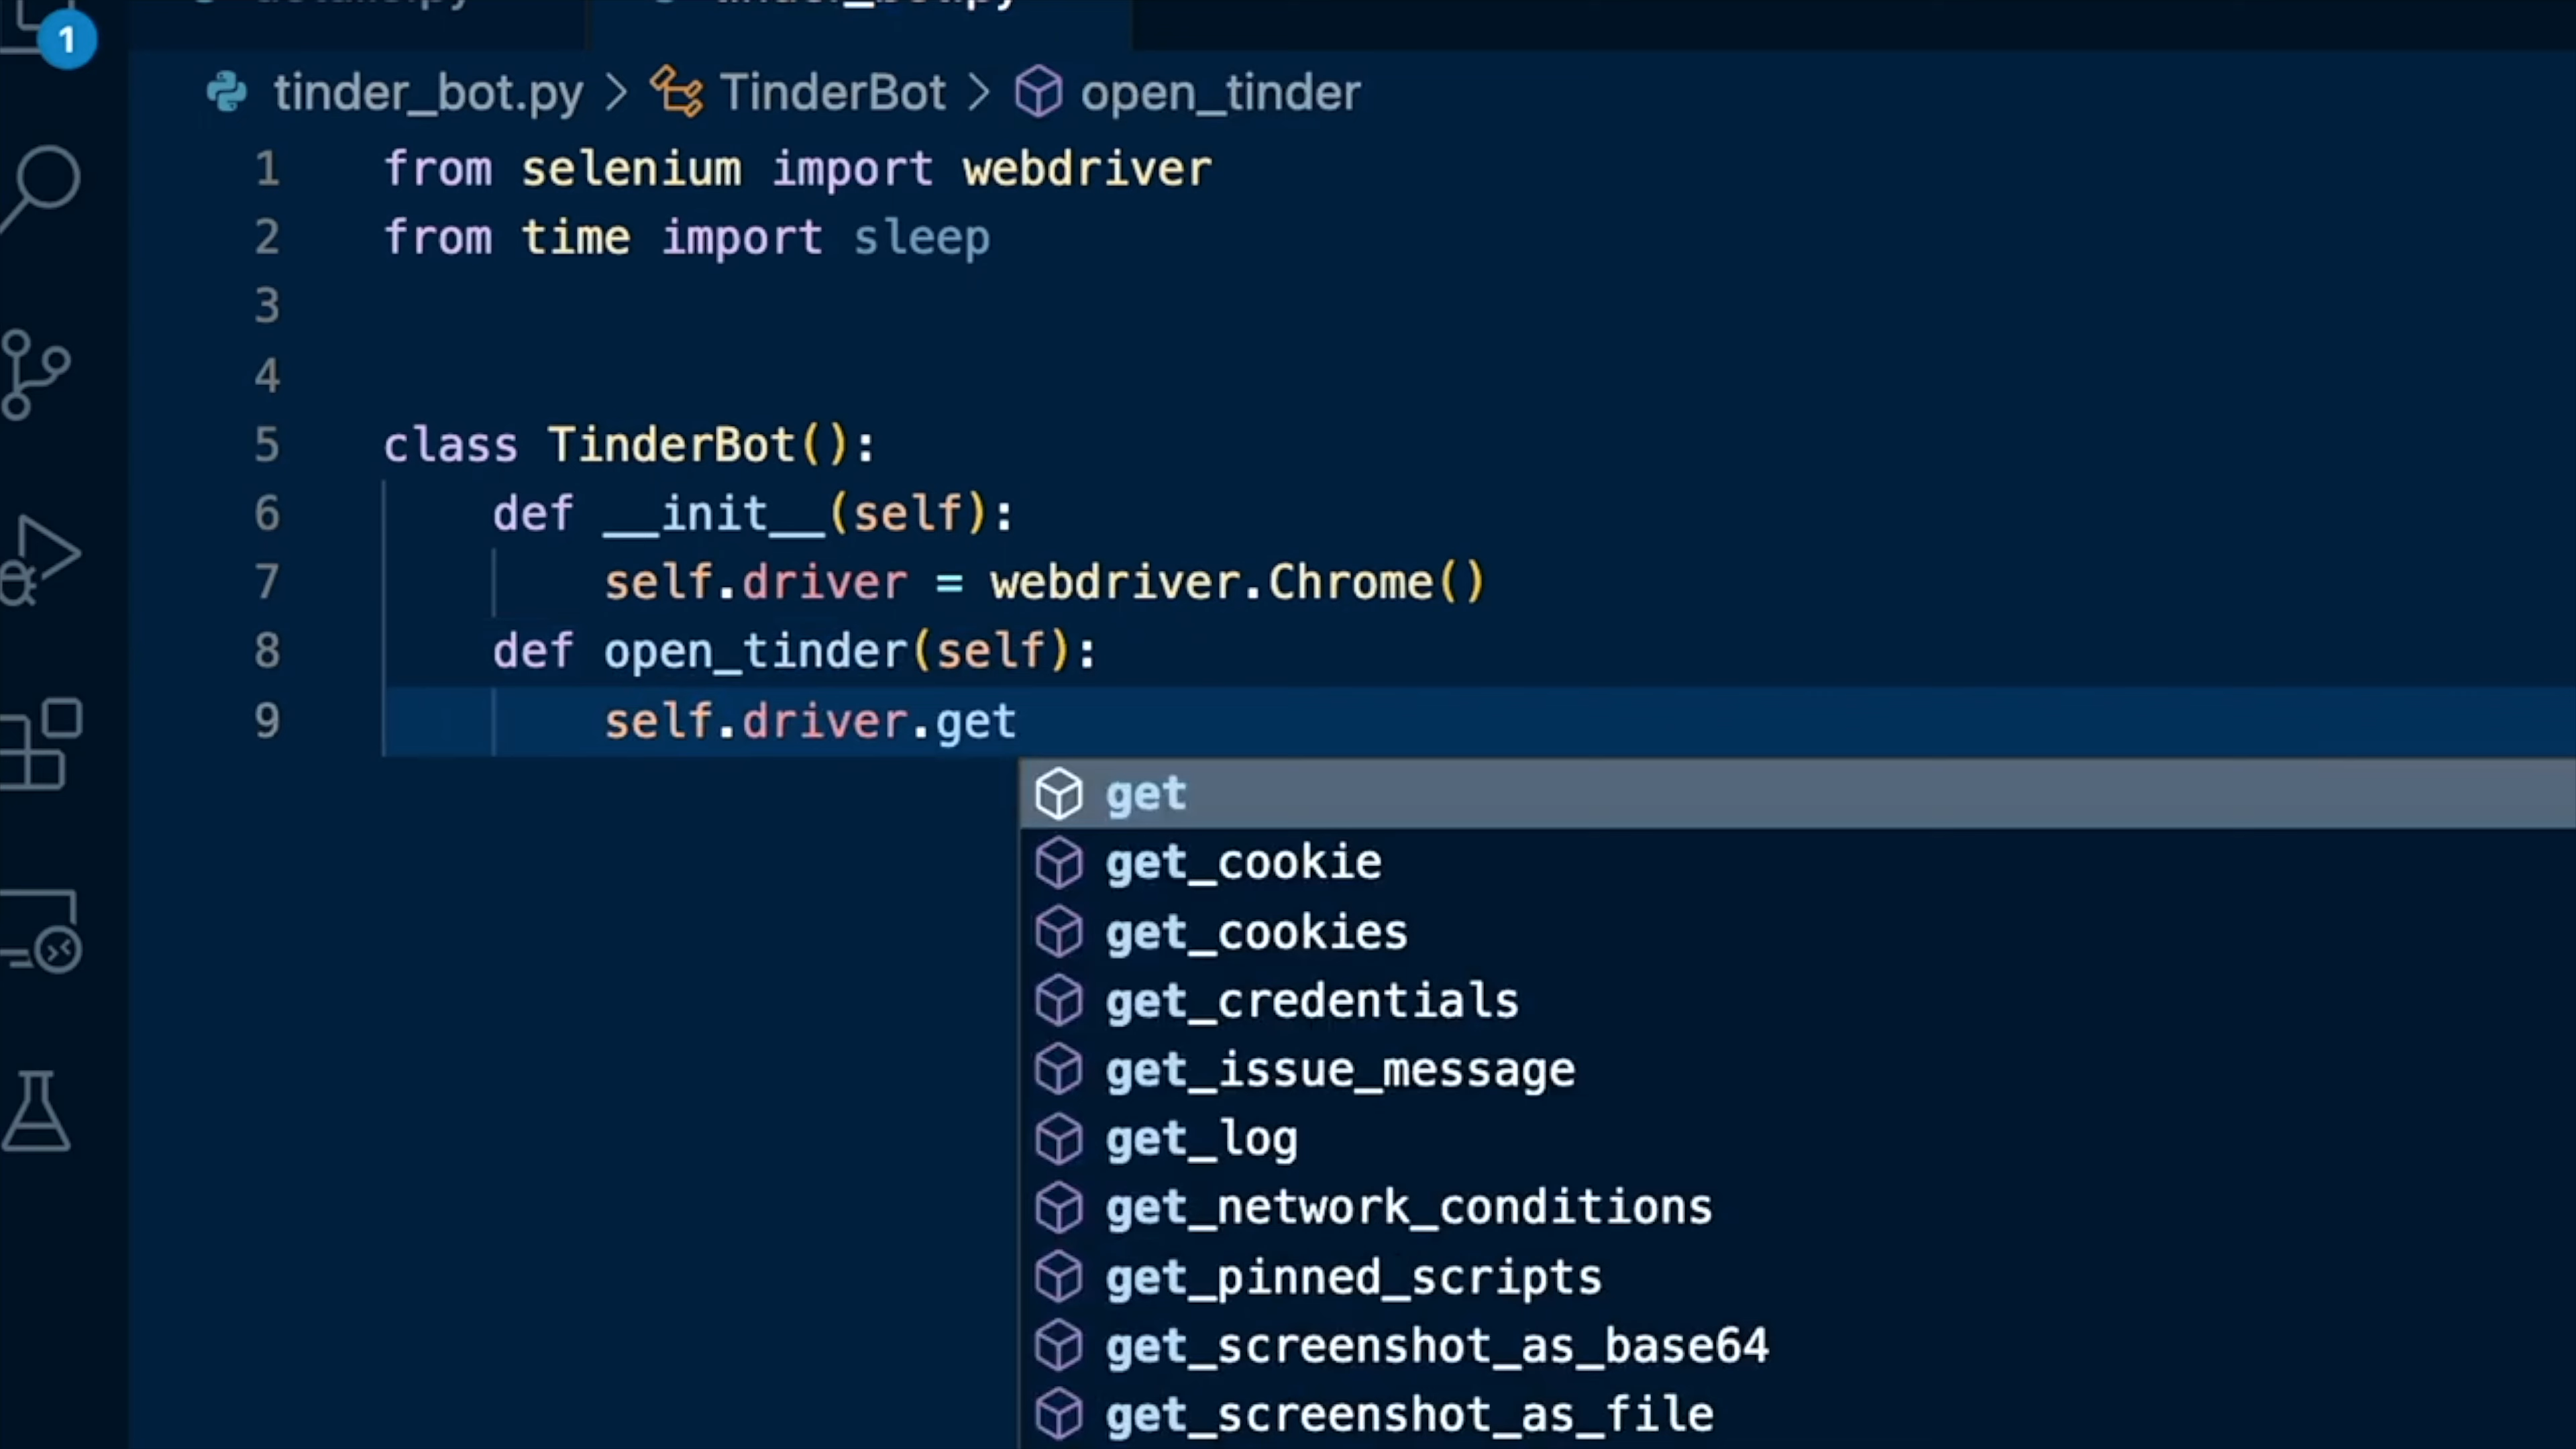 1
tinder_bot.py
tinder_bot.py > TinderBot > open_tinder
1 from selenium import webdriver
2 from time import sleep
3
4
5 class TinderBot():
6 def __init__(self):
7 self.driver = webdriver.Chrome()
8 def open_tinder(self):
9 self.driver.get
get
get_cookie
get_cookies
get_credentials
get_issue_message
get_log
get_network_conditions
get_pinned_scripts
get_screenshot_as_base64
get_screenshot_as_file